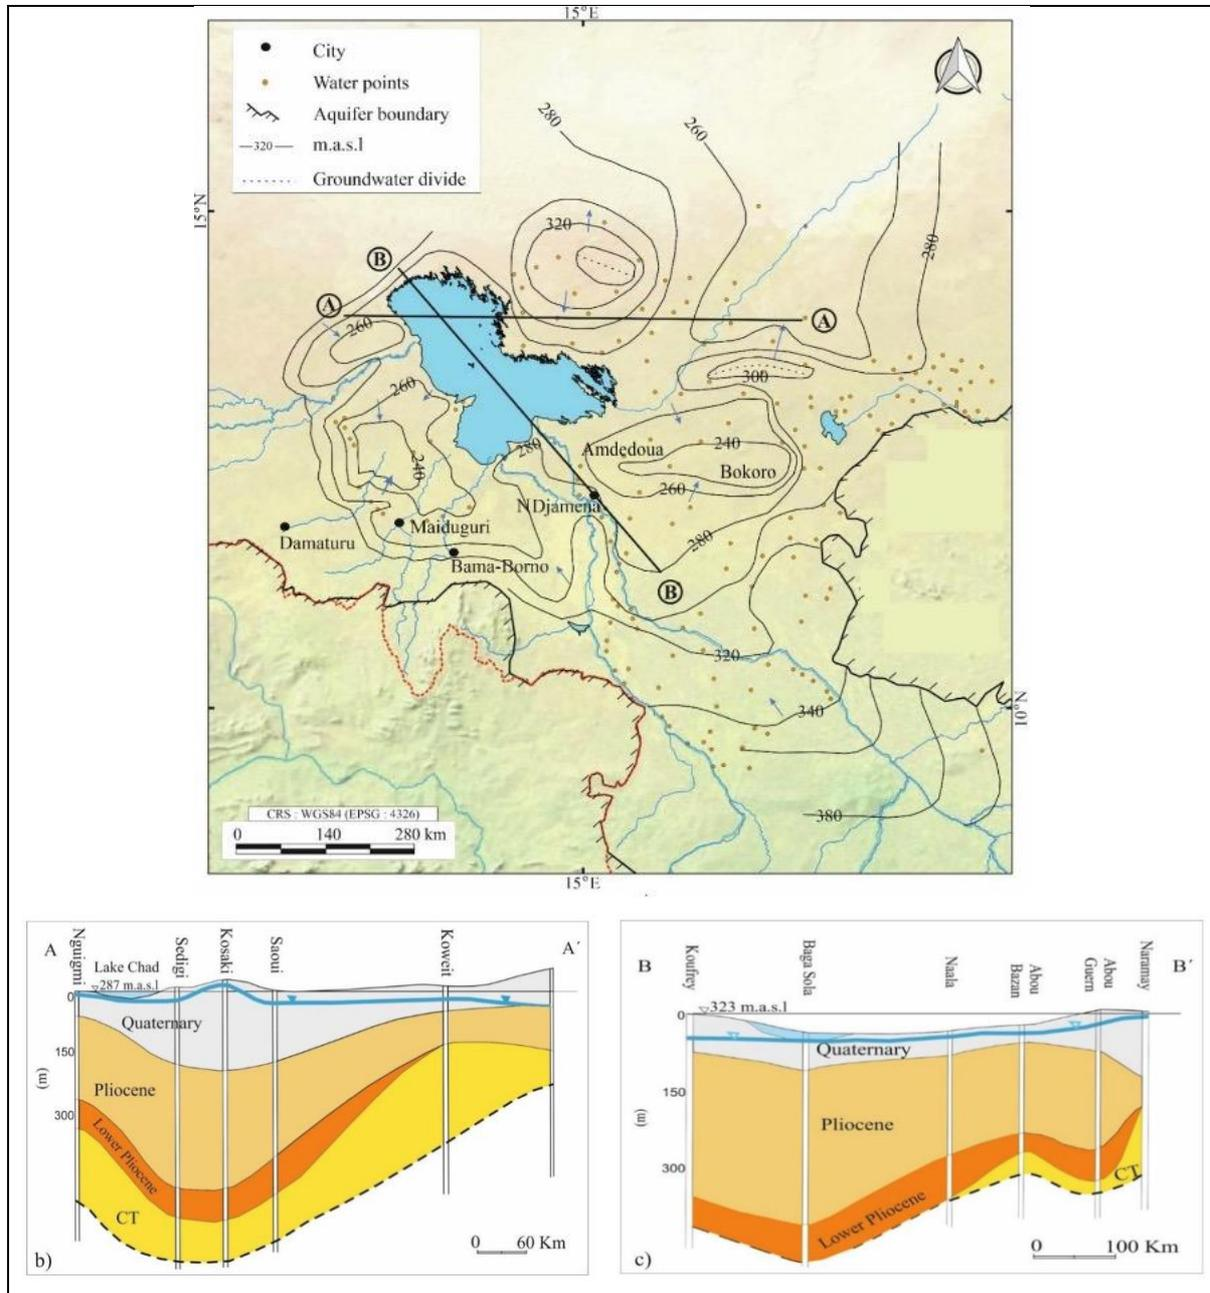 15°E
City
Water points
Aquifer boundary
—320— m.a.s.l
Groundwater divide
15°N
280
260
320
280
B
A
260
A
300
260
240
280
Amdedoua
240
Bokoro
260
NDjamena
Maiduguri
Damaturu
280
Bama-Borno
B
320
340
10°N
380
CRS : WGS84 (EPSG : 4326)
0 140 280 km
15°E
A
Nguigmi
Lake Chad
287 m.a.s.l
Sedigi
Kosaki
Saoui
Koweit
A´
0
Quaternary
150
(m)
Pliocene
300
Lower Pliocene
CT
0 60 Km
b)
B
Koufrey
Baga Sola
Naala
Abou
Bazan
Abou
Guern
Naramay
B´
323 m.a.s.l
0
Quaternary
150
(m)
Pliocene
300
Lower Pliocene
CT
0 100 Km
c)